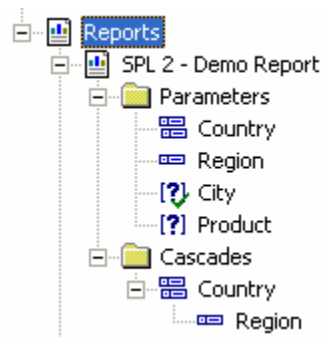 Reports
SPL 2 - Demo Report
Parameters
Country
Region
[?] City
[?] Product
Cascades
Country
Region